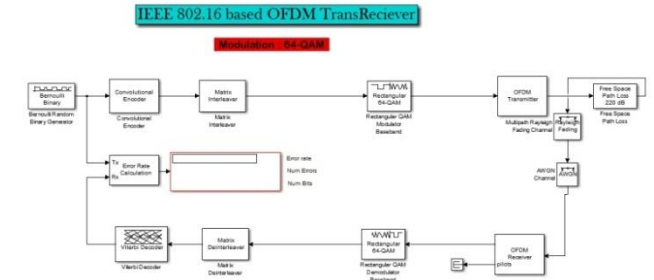 IEEE 802.16 based OFDM TransReciever
Modulation _ 64-QAM
Bernoulli
Binary
Bernoulli Random
Binary Generator
Convolutional
Encoder
Convolutional
Encoder
Matrix
Interleaver
Matrix
Interleaver
Rectangular
64-QAM
Rectangular QAM
Modulator
Baseband
OFDM
Transmitter
Free Space
Path Loss
220 dB
Free Space
Path Loss
Multipath Rayleigh
Fading Channel
Rayleigh
Fading
AWGN
Channel
AWGN
Tx
Rx
Error Rate
Calculation
Error rate
Num Errors
Num Bits
Viterbi Decoder
Viterbi Decoder
Matrix
Deinterleaver
Matrix
Deinterleaver
Rectangular
64-QAM
Rectangular QAM
Demodulator
Baseband
pilots
OFDM
Receiver